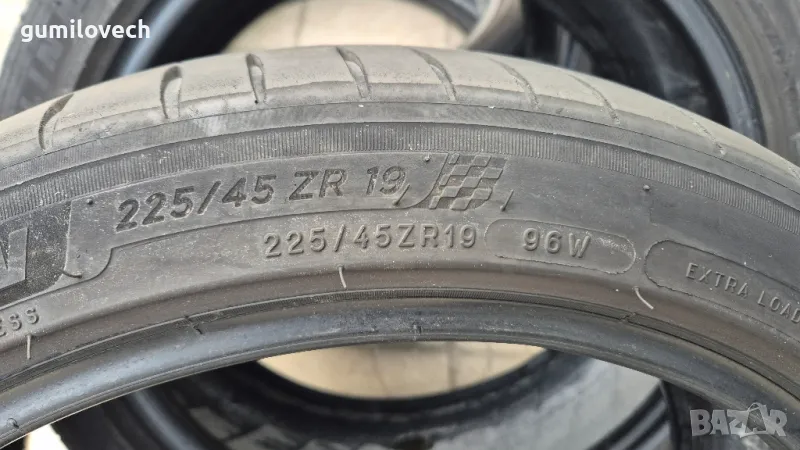 gumilovech
225/45 ZR 19
225/45ZR19 96W
EXTRA LOAD
BAZAR